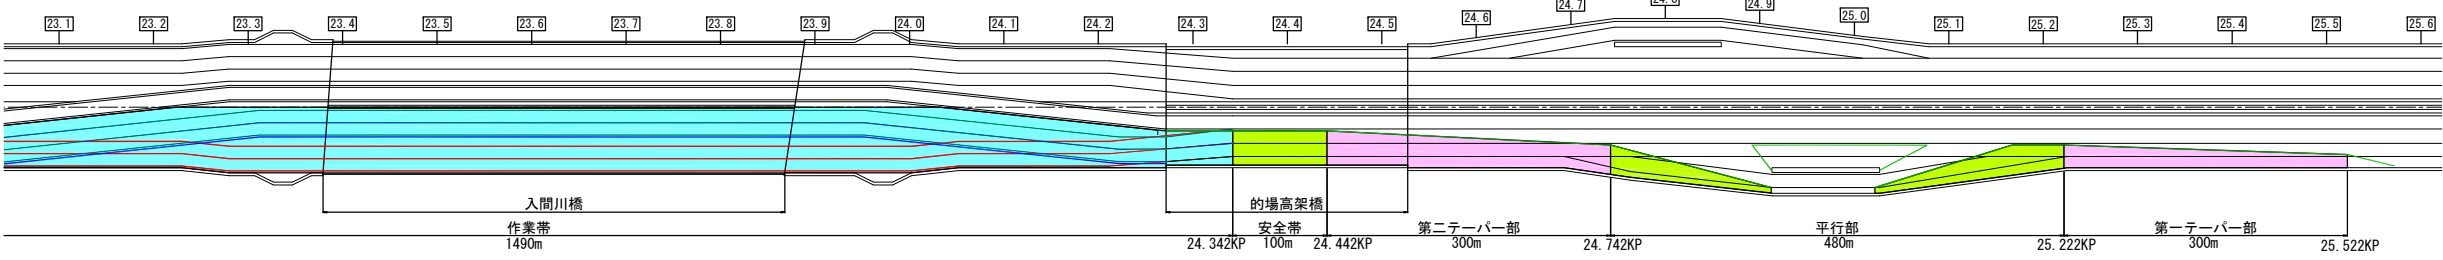 23.1 23.2 23.3 23.4 23.5 23.6 23.7 23.8 23.9 24.0 24.1 24.2 24.3 24.4 24.5 24.6 24.7 24.8 24.9 25.0 25.1 25.2 25.3 25.4 25.5 25.6
入間川橋 的場高架橋
作業帯 安全帯 第二テーパー部 平行部 第一テーパー部
1490m 24.342KP 100m 24.442KP 300m 24.742KP 480m 25.222KP 300m 25.522KP